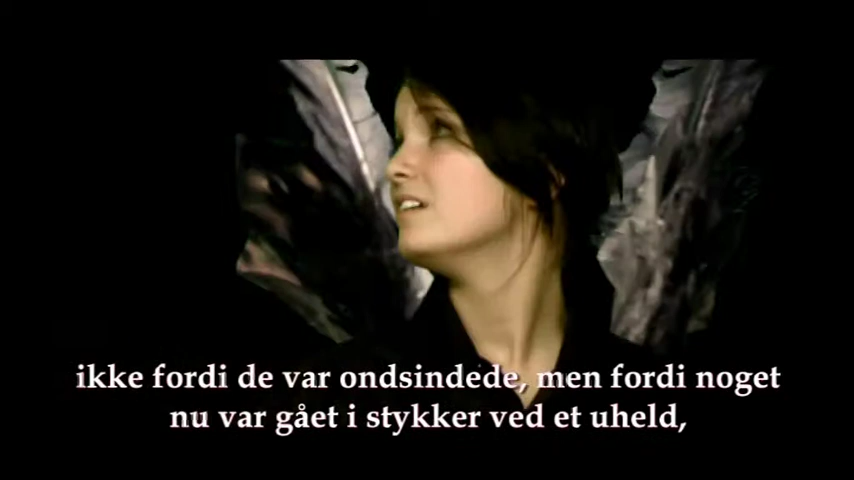 ikke fordi de var ondsindede, men fordi noget
nu var gået i stykker ved et uheld,